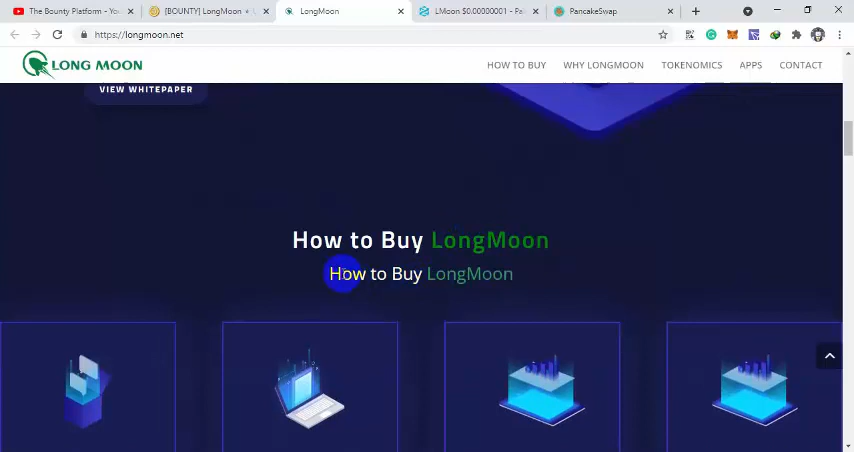 The Bounty Platform - You
[BOUNTY] LongMoon ★
LongMoon
LMoon $0.00000001 - Pa
PancakeSwap
https://longmoon.net
LONG MOON
HOW TO BUY
WHY LONGMOON
TOKENOMICS
APPS
CONTACT
VIEW WHITEPAPER
How to Buy LongMoon
How to Buy LongMoon